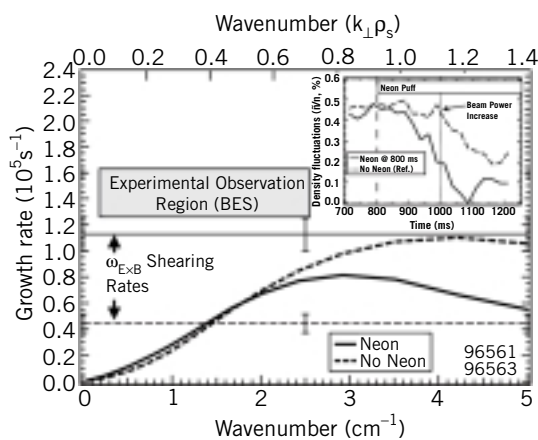 Wavenumber (k⊥ρs)
0.0 0.2 0.4 0.6 0.8 1.0 1.2 1.4
Growth rate (10⁵s⁻¹)
2.4
2.2
2.0
1.8
1.6
1.4
1.2
1.0
0.8
0.6
0.4
0.2
0.0
Density fluctuations (ñ/n, %)
0.6
0.5
0.4
0.3
0.2
0.1
0.0
Neon Puff
Beam Power
Increase
Neon @ 800 ms
No Neon (Ref.)
700 800 900 1000 1100 1200
Time (ms)
Experimental Observation
Region (BES)
ωE×B Shearing
Rates
Neon
No Neon
96561
96563
0 1 2 3 4 5
Wavenumber (cm⁻¹)